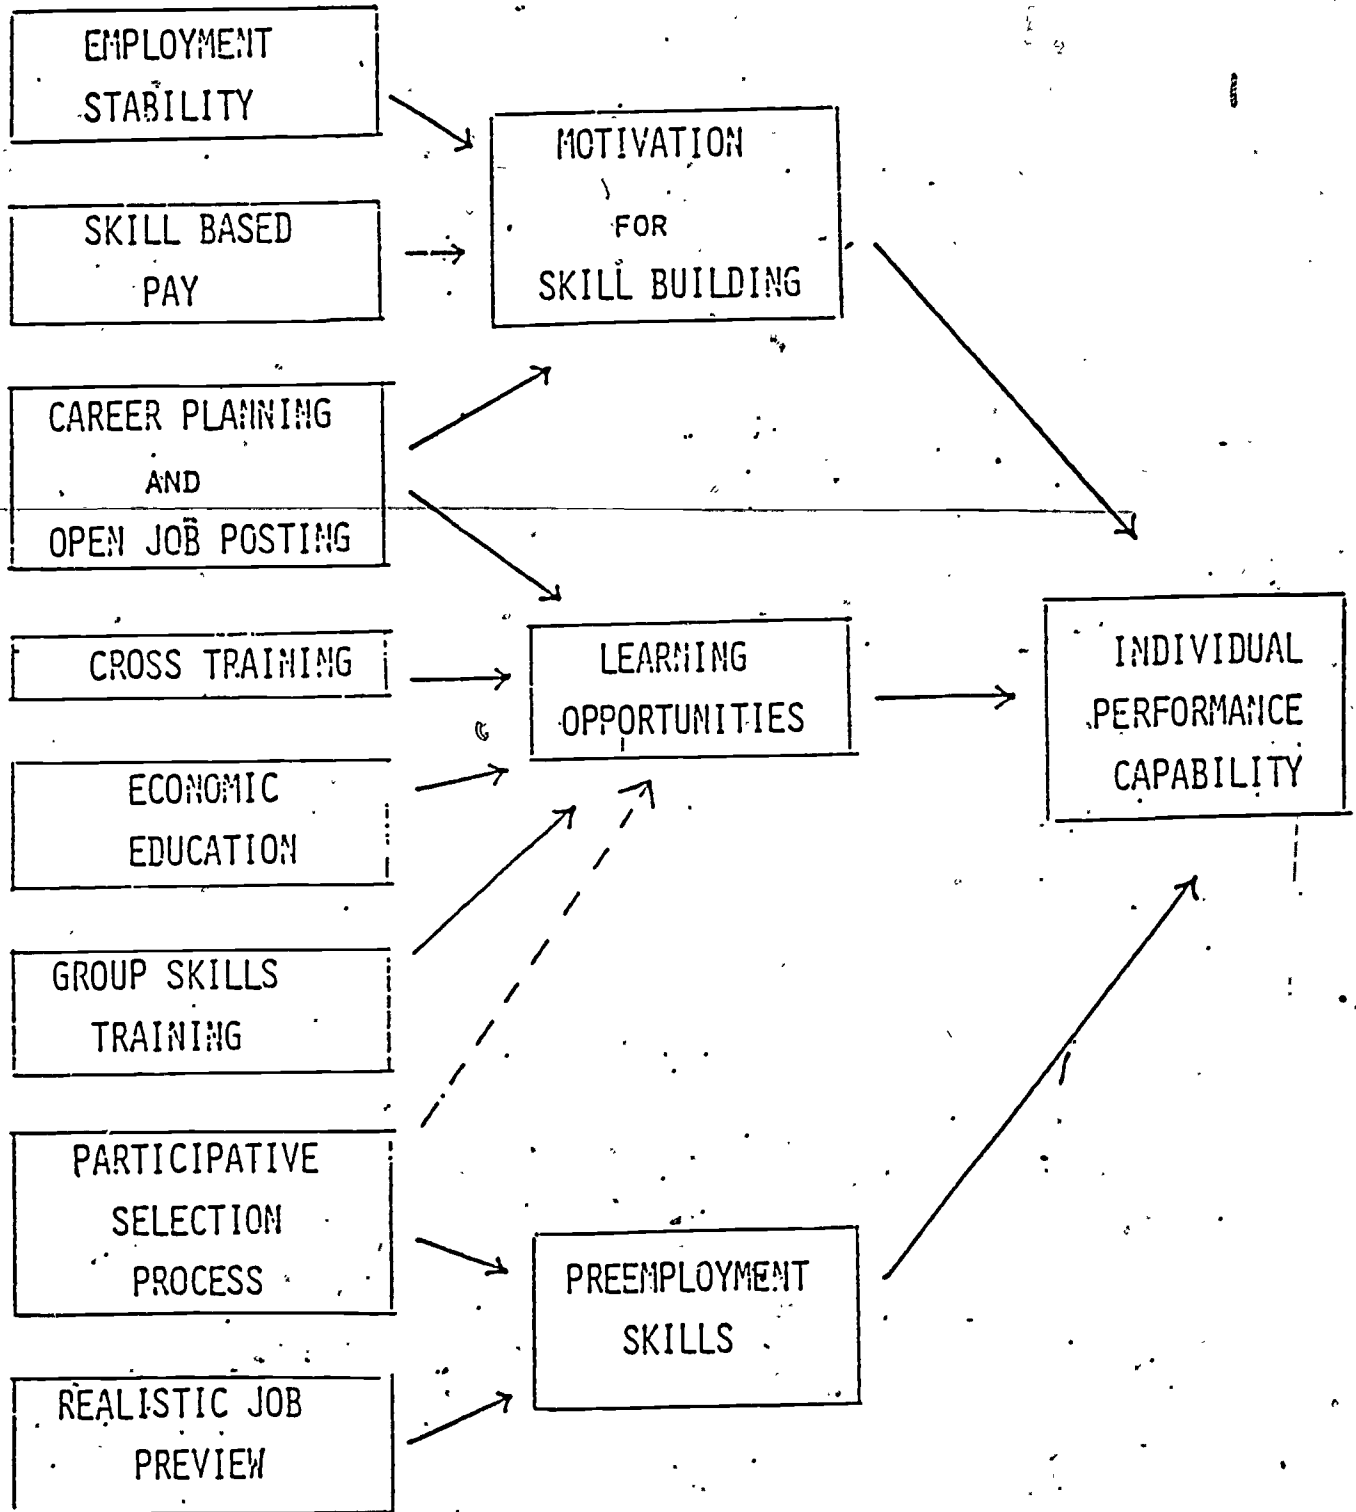 EMPLOYMENT
STABILITY
SKILL BASED
PAY
CAREER PLANNING
AND
OPEN JOB POSTING
CROSS TRAINING
ECONOMIC
EDUCATION
GROUP SKILLS
TRAINING
PARTICIPATIVE
SELECTION
PROCESS
REALISTIC JOB
PREVIEW
MOTIVATION
FOR
SKILL BUILDING
LEARNING
OPPORTUNITIES
PREEMPLOYMENT
SKILLS
INDIVIDUAL
PERFORMANCE
CAPABILITY